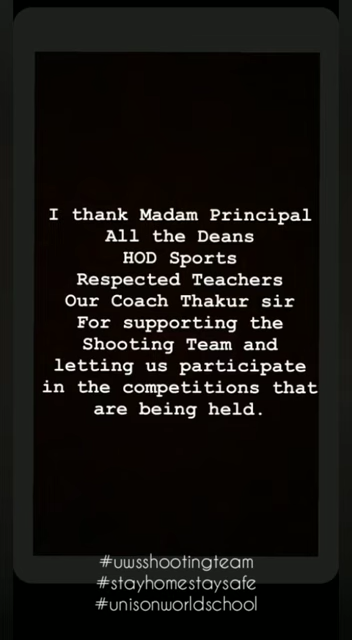 I thank Madam Principal
All the Deans
HOD Sports
Respected Teachers
Our Coach Thakur sir
For supporting the
Shooting Team and
letting us participate
in the competitions that
are being held.
#uwsshootingteam
#stayhomestaysafe
#unisonworldschool